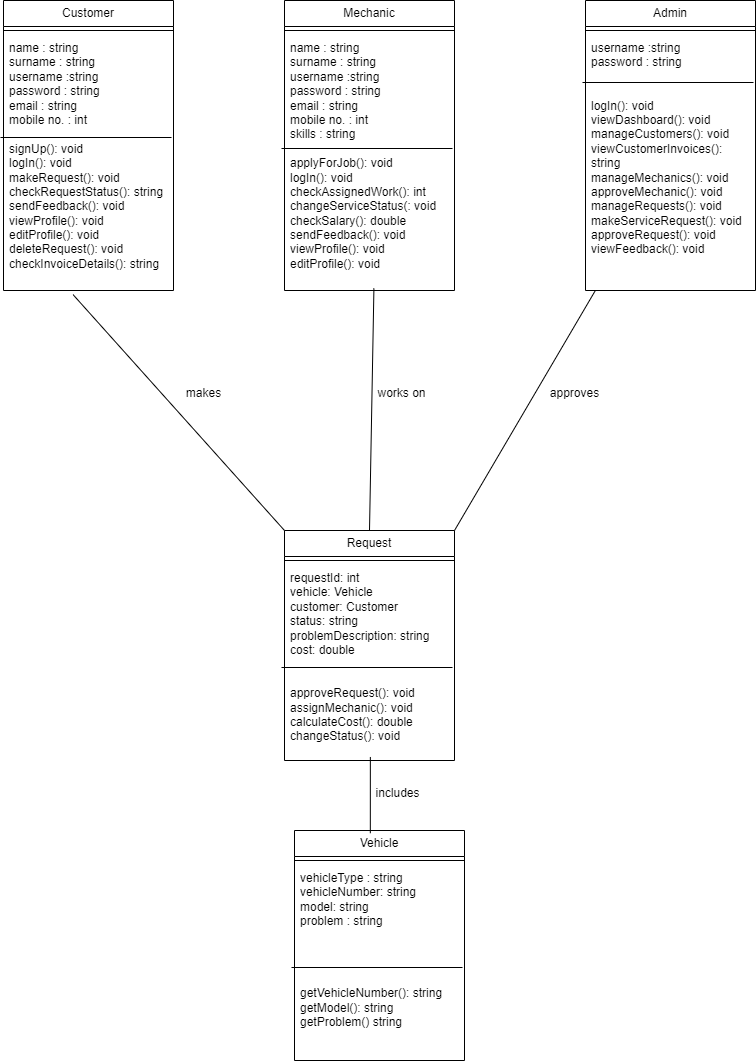 Customer
name : string
surname : string
username :string
password : string
email : string
mobile no. : int
signUp(): void
logIn(): void
makeRequest(): void
checkRequestStatus(): string
sendFeedback(): void
viewProfile(): void
editProfile(): void
deleteRequest(): void
checkInvoiceDetails(): string
Mechanic
name : string
surname : string
username :string
password : string
email : string
mobile no. : int
skills : string
applyForJob(): void
logIn(): void
checkAssignedWork(): int
changeServiceStatus(: void
checkSalary(): double
sendFeedback(): void
viewProfile(): void
editProfile(): void
Admin
username :string
password : string
logIn(): void
viewDashboard(): void
manageCustomers(): void
viewCustomerInvoices():
string
manageMechanics(): void
approveMechanic(): void
manageRequests(): void
makeServiceRequest(): void
approveRequest(): void
viewFeedback(): void
makes
works on
approves
Request
requestId: int
vehicle: Vehicle
customer: Customer
status: string
problemDescription: string
cost: double
approveRequest(): void
assignMechanic(): void
calculateCost(): double
changeStatus(): void
includes
Vehicle
vehicleType : string
vehicleNumber: string
model: string
problem : string
getVehicleNumber(): string
getModel(): string
getProblem() string